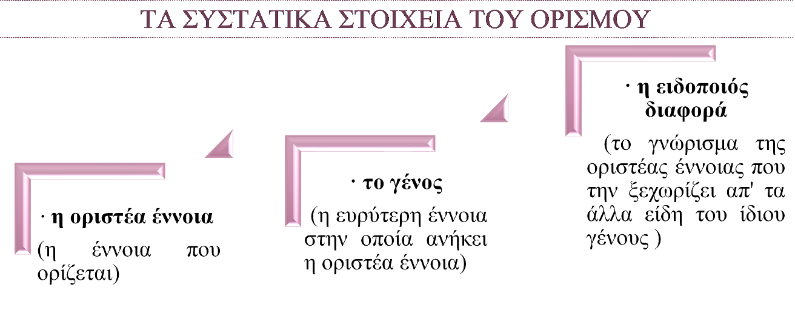 ΤΑ ΣΥΣΤΑΤΙΚΑ ΣΤΟΙΧΕΙΑ ΤΟΥ ΟΡΙΣΜΟΥ
· η οριστέα έννοια
(η έννοια που
ορίζεται)
· το γένος
(η ευρύτερη έννοια
στην οποία ανήκει
η οριστέα έννοια)
· η ειδοποιός
διαφορά
(το γνώρισμα της
οριστέας έννοιας που
την ξεχωρίζει απ' τα
άλλα είδη του ίδιου
γένους )